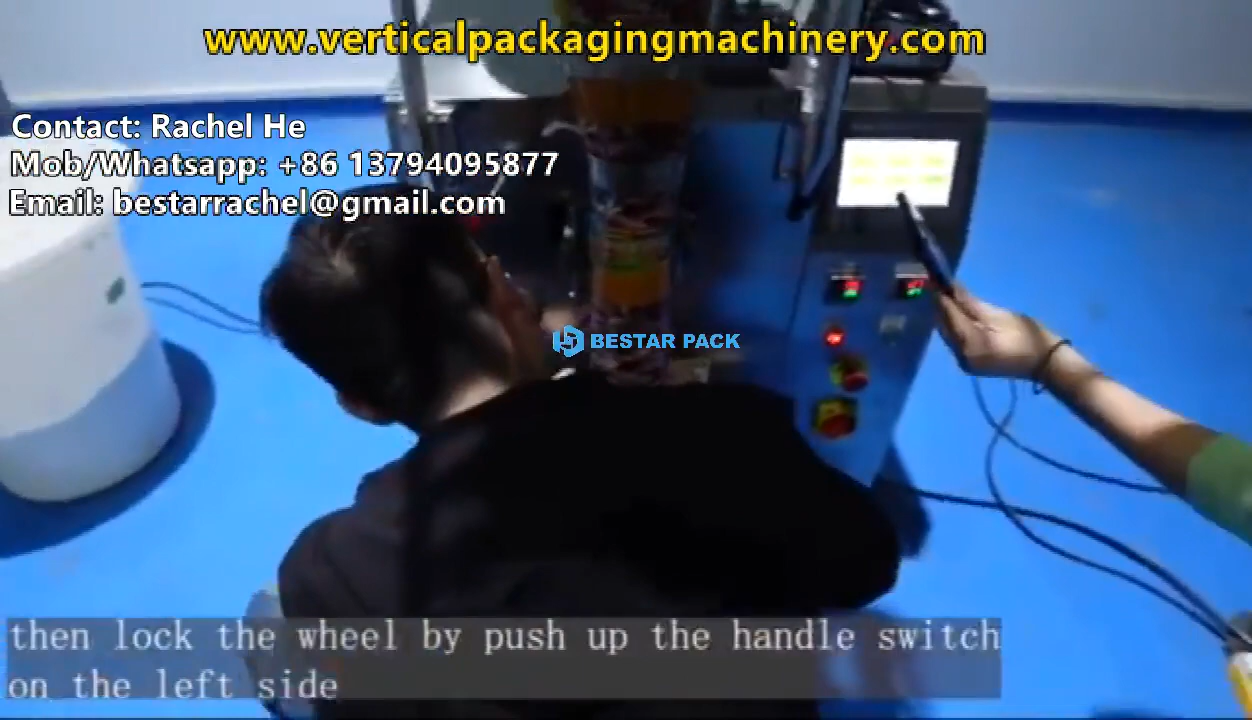 www.verticalpackagingmachinery.com
Contact: Rachel He
Mob/Whatsapp: +86 13794095877
Email: bestarrachel@gmail.com
BESTAR PACK
then lock the wheel by push up the handle switch
on the left side